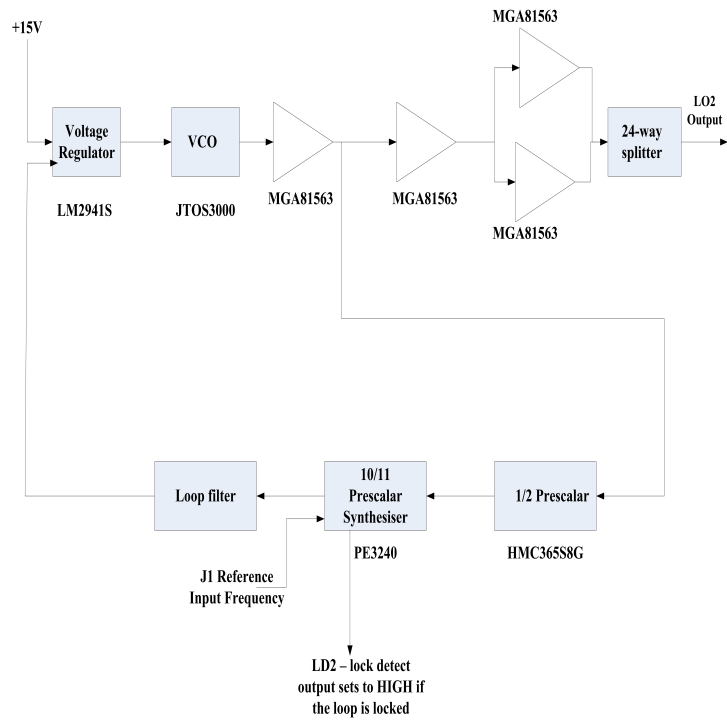 MGA81563
+15V
Voltage
Regulator
VCO
24-way
splitter
LO2
Output
LM2941S
JTOS3000
MGA81563
MGA81563
MGA81563
Loop filter
10/11
Prescalar
Synthesiser
1/2 Prescalar
PE3240
HMC365S8G
J1 Reference
Input Frequency
LD2 – lock detect
output sets to HIGH if
the loop is locked